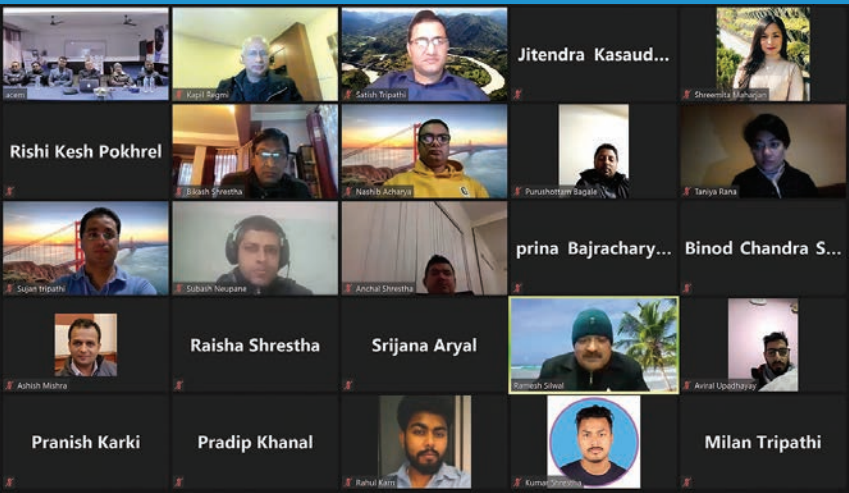 acem
Kapil Regmi
Satish Tripathi
Jitendra Kasaud...
Shreemita Maharjan
Rishi Kesh Pokhrel
Bikash Shrestha
Nashib Acharya
Purushottam Bagale
Taniya Rana
Sujan tripathi
Subash Neupane
Anchal Shrestha
prina Bajrachary...
Binod Chandra S...
Ashish Mishra
Raisha Shrestha
Srijana Aryal
Ramesh Silwal
Aviral Upadhayay
Pranish Karki
Pradip Khanal
Rahul Karn
Kumar Shrestha
Milan Tripathi